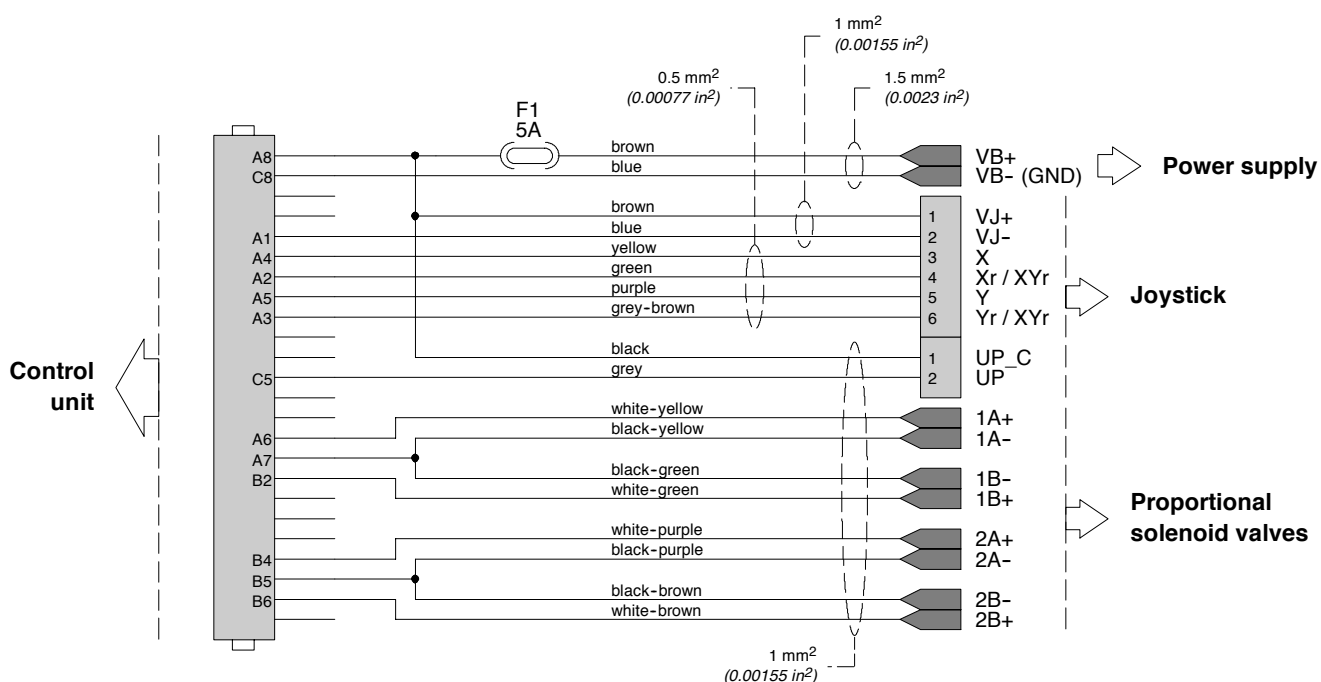 1 mm2
(0.00155 in2)
0.5 mm2
(0.00077 in2)
1.5 mm2
(0.0023 in2)
F1
5A
A8 brown VB+
C8 blue VB- (GND)
Power supply
brown 1 VJ+
A1 blue 2 VJ-
A4 yellow 3 X
A2 green 4 Xr / XYr
A5 purple 5 Y
A3 grey-brown 6 Yr / XYr
Joystick
black 1 UP_C
C5 grey 2 UP
Control
unit
white-yellow 1A+
black-yellow 1A-
A6
A7
B2
black-green 1B-
white-green 1B+
Proportional
solenoid valves
white-purple 2A+
black-purple 2A-
B4
B5
B6
black-brown 2B-
white-brown 2B+
1 mm2
(0.00155 in2)